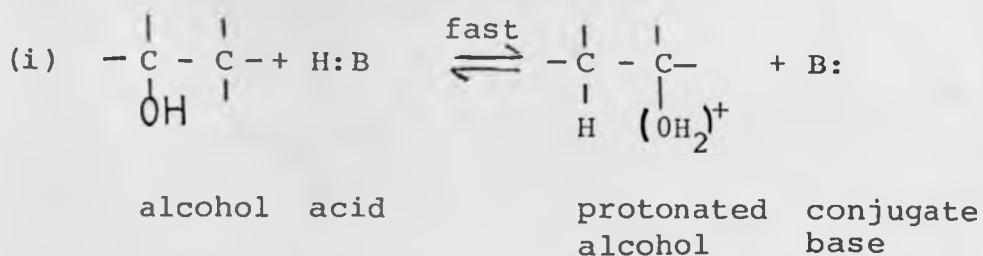 fast
(i) - C - C - + H:B ⇌ - C - C - + B:
OH H (OH₂)⁺
alcohol acid protonated conjugate
alcohol base